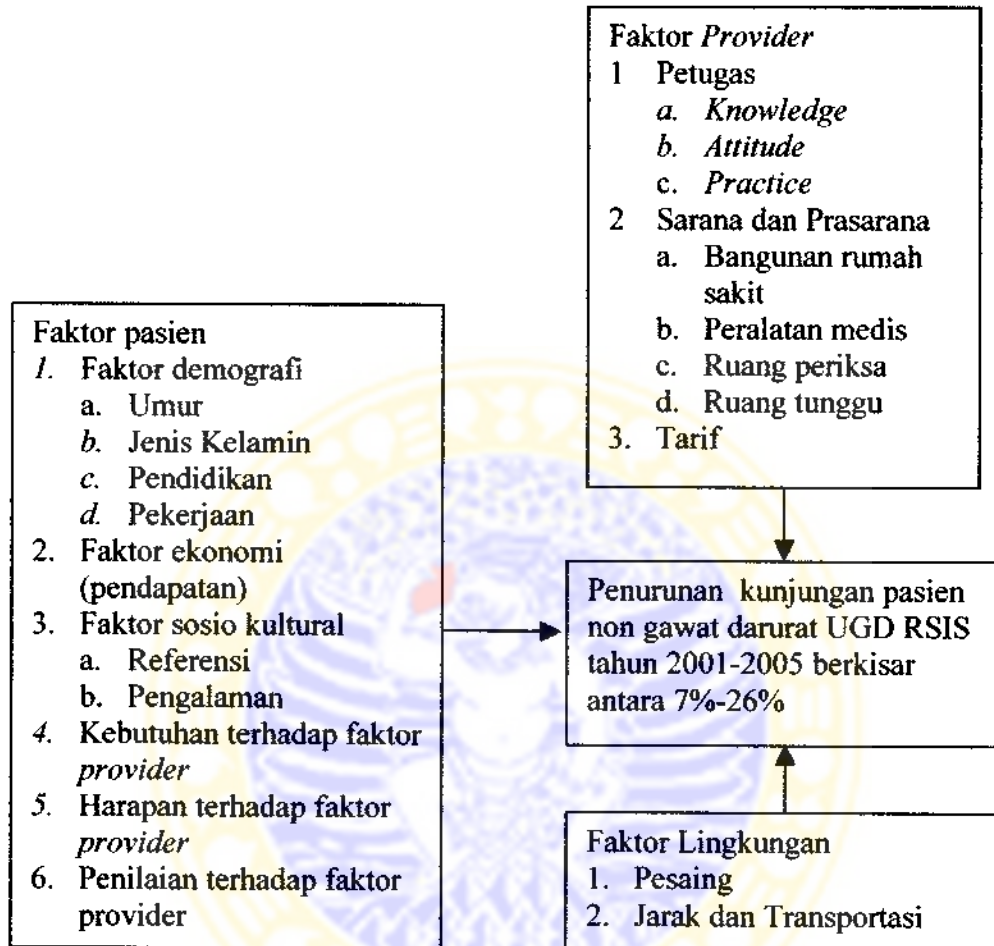 Faktor Provider
1 Petugas
a. Knowledge
b. Attitude
c. Practice
2 Sarana dan Prasarana
a. Bangunan rumah
sakit
b. Peralatan medis
c. Ruang periksa
d. Ruang tunggu
3. Tarif
Faktor pasien
1. Faktor demografi
a. Umur
b. Jenis Kelamin
c. Pendidikan
d. Pekerjaan
2. Faktor ekonomi
(pendapatan)
3. Faktor sosio kultural
a. Referensi
b. Pengalaman
4. Kebutuhan terhadap faktor
provider
5. Harapan terhadap faktor
provider
6. Penilaian terhadap faktor
provider
Penurunan kunjungan pasien
non gawat darurat UGD RSIS
tahun 2001-2005 berkisar
antara 7%-26%
Faktor Lingkungan
1. Pesaing
2. Jarak dan Transportasi